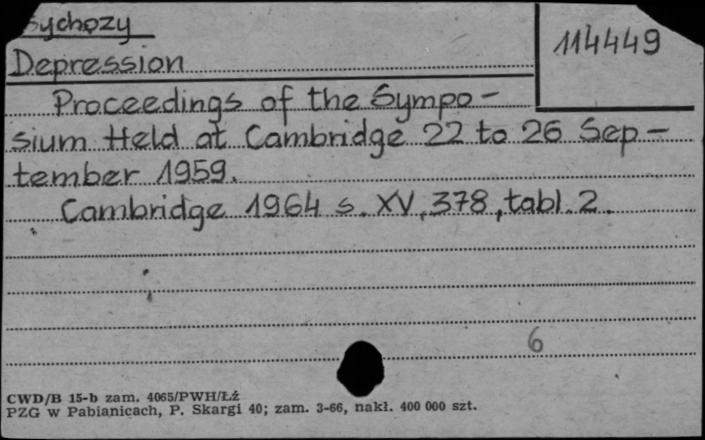 sychozy
114449
Depression
Proceedings of the Sympo-
sium Held at Cambridge 22 to 26 Sep-
tember 1959.
Cambridge 1964 s. XV, 378, tabl. 2.
6
CWD/B 15-b zam. 4065/PWH/Łź
PZG w Pabianicach, P. Skargi 40; zam. 3-66, nakł. 400 000 szt.